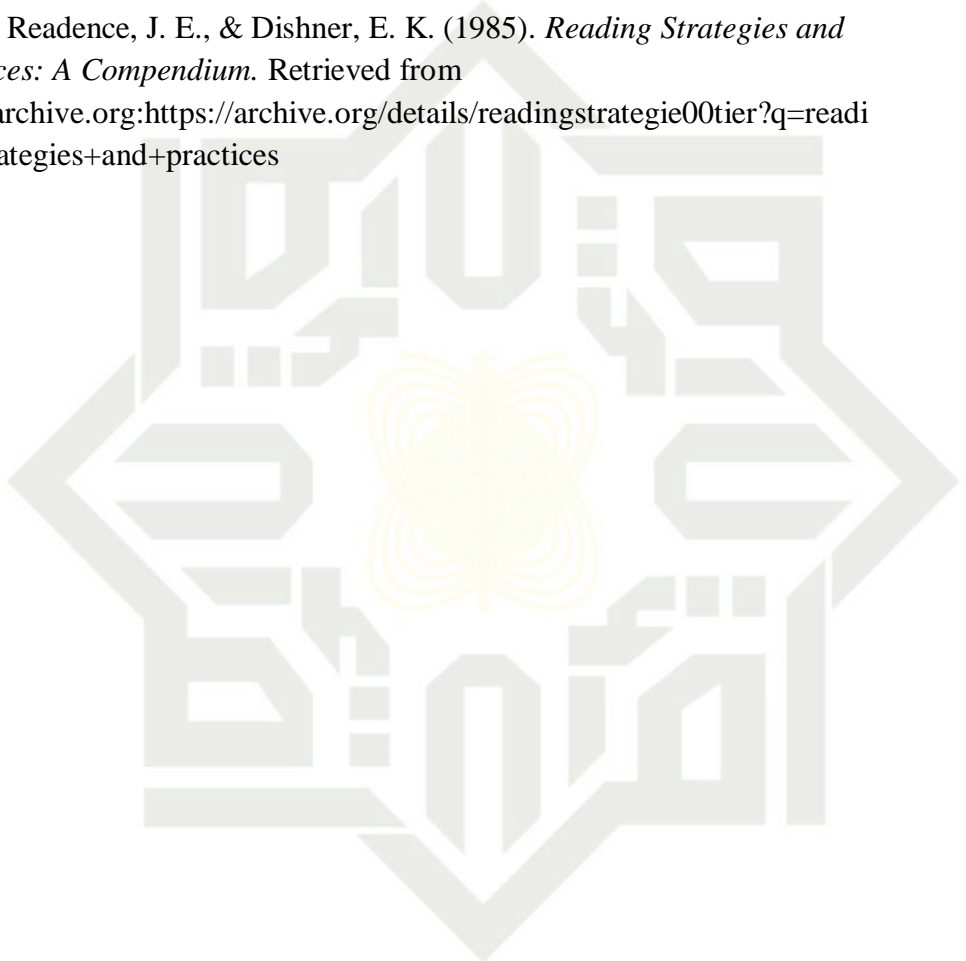 Readence, J. E., & Dishner, E. K. (1985). Reading Strategies and
ces: A Compendium. Retrieved from
archive.org:https://archive.org/details/readingstrategie00tier?q=readi
ategies+and+practices